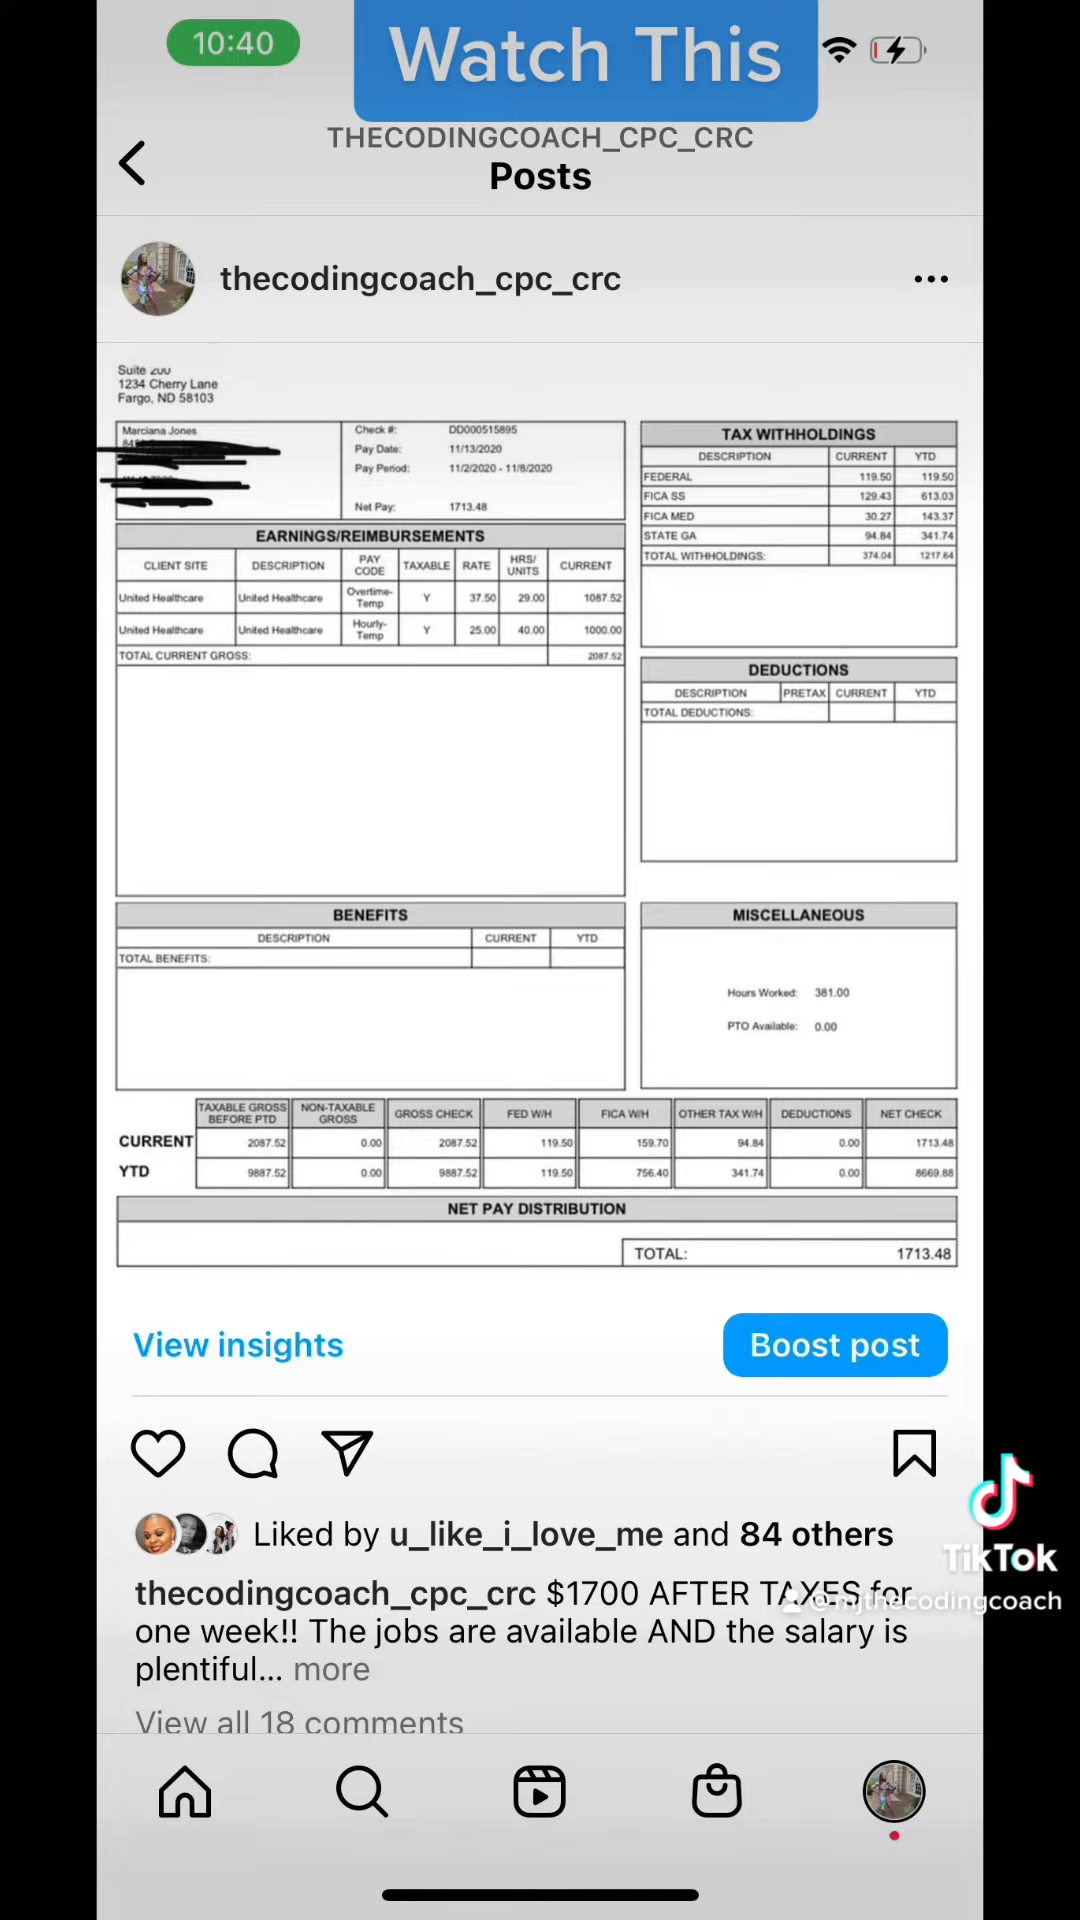 10:40
Watch This
THECODINGCOACH_CPC_CRC
Posts
thecodingcoach_cpc_crc
Suite 200
1234 Cherry Lane
Fargo, ND 58103
Marciana Jones
Check #: DD000515895
Pay Date: 11/13/2020
Pay Period: 11/2/2020 - 11/8/2020
Net Pay: 1713.48
EARNINGS/REIMBURSEMENTS
CLIENT SITE DESCRIPTION PAY CODE TAXABLE RATE HRS/ UNITS CURRENT
United Healthcare United Healthcare Overtime- Temp Y 37.50 29.00 1087.52
United Healthcare United Healthcare Hourly- Temp Y 25.00 40.00 1000.00
TOTAL CURRENT GROSS: 2087.52
TAX WITHHOLDINGS
DESCRIPTION CURRENT YTD
FEDERAL 119.50 119.50
FICA SS 129.43 613.03
FICA MED 30.27 143.37
STATE GA 94.84 341.74
TOTAL WITHHOLDINGS: 374.04 1217.64
DEDUCTIONS
DESCRIPTION PRETAX CURRENT YTD
TOTAL DEDUCTIONS:
BENEFITS
DESCRIPTION CURRENT YTD
TOTAL BENEFITS:
MISCELLANEOUS
Hours Worked: 381.00
PTO Available: 0.00
TAXABLE GROSS BEFORE PTD NON-TAXABLE GROSS GROSS CHECK FED W/H FICA W/H OTHER TAX W/H DEDUCTIONS NET CHECK
CURRENT 2087.52 0.00 2087.52 119.50 159.70 94.84 0.00 1713.48
YTD 9887.52 0.00 9887.52 119.50 756.40 341.74 0.00 8669.88
NET PAY DISTRIBUTION
TOTAL: 1713.48
View insights
Boost post
Liked by u_like_i_love_me and 84 others
thecodingcoach_cpc_crc $1700 AFTER TAXES for
one week!! The jobs are available AND the salary is
plentiful... more
View all 18 comments
TikTok
@mjthecodingcoach